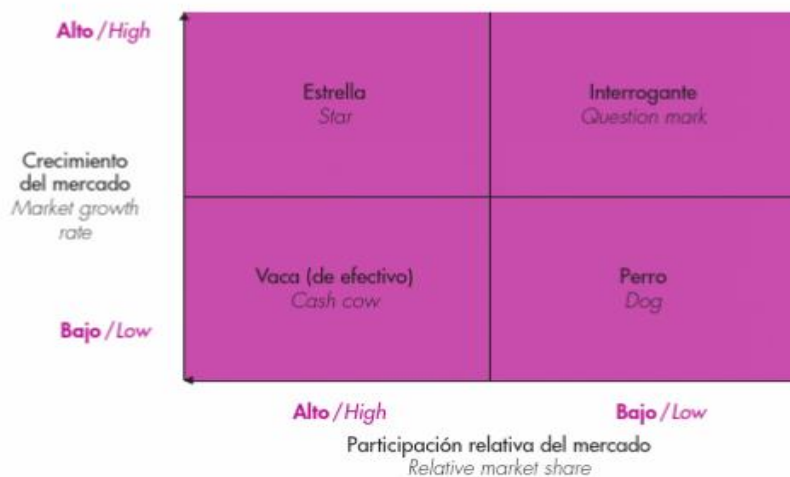 Alto / High
Estrella
Star
Interrogante
Question mark
Crecimiento
del mercado
Market growth
rate
Vaca (de efectivo)
Cash cow
Perro
Dog
Bajo / Low
Alto / High
Bajo / Low
Participación relativa del mercado
Relative market share